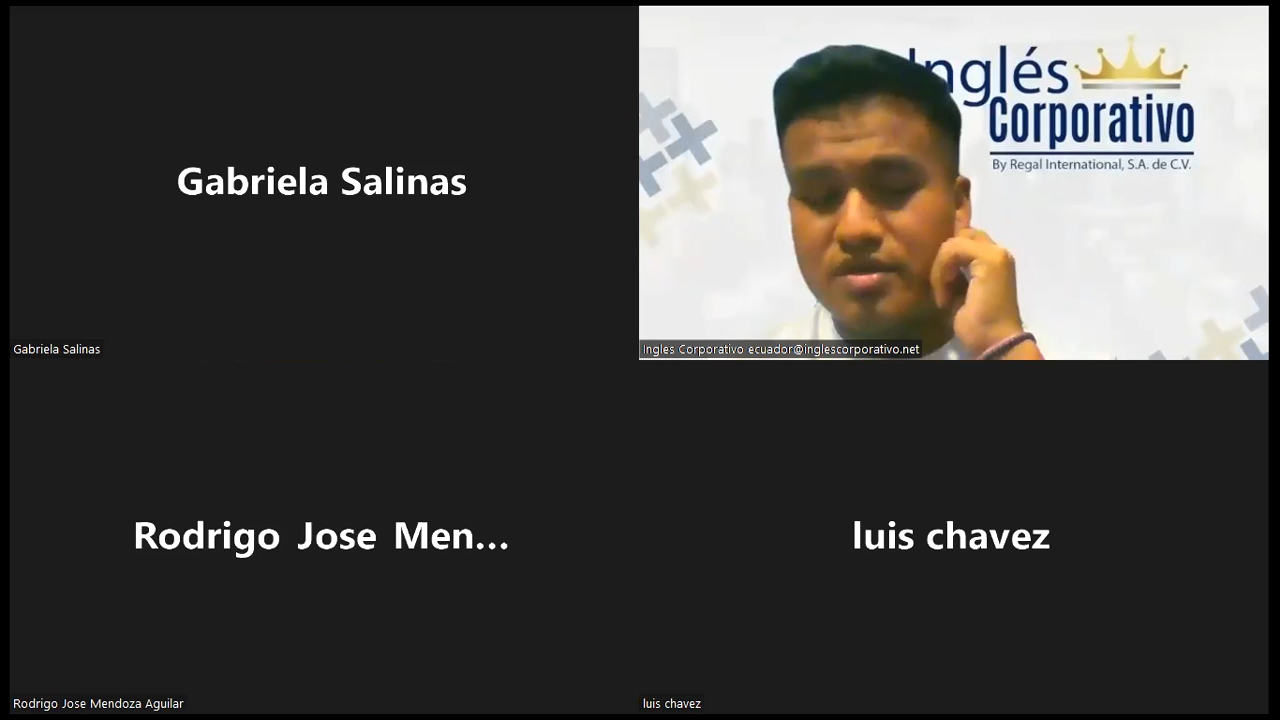 Gabriela Salinas
Gabriela Salinas
Inglés
Corporativo
By Regal International, S.A. de C.V.
Ingles Corporativo ecuador@inglescorporativo.net
Rodrigo Jose Men...
Rodrigo Jose Mendoza Aguilar
luis chavez
luis chavez